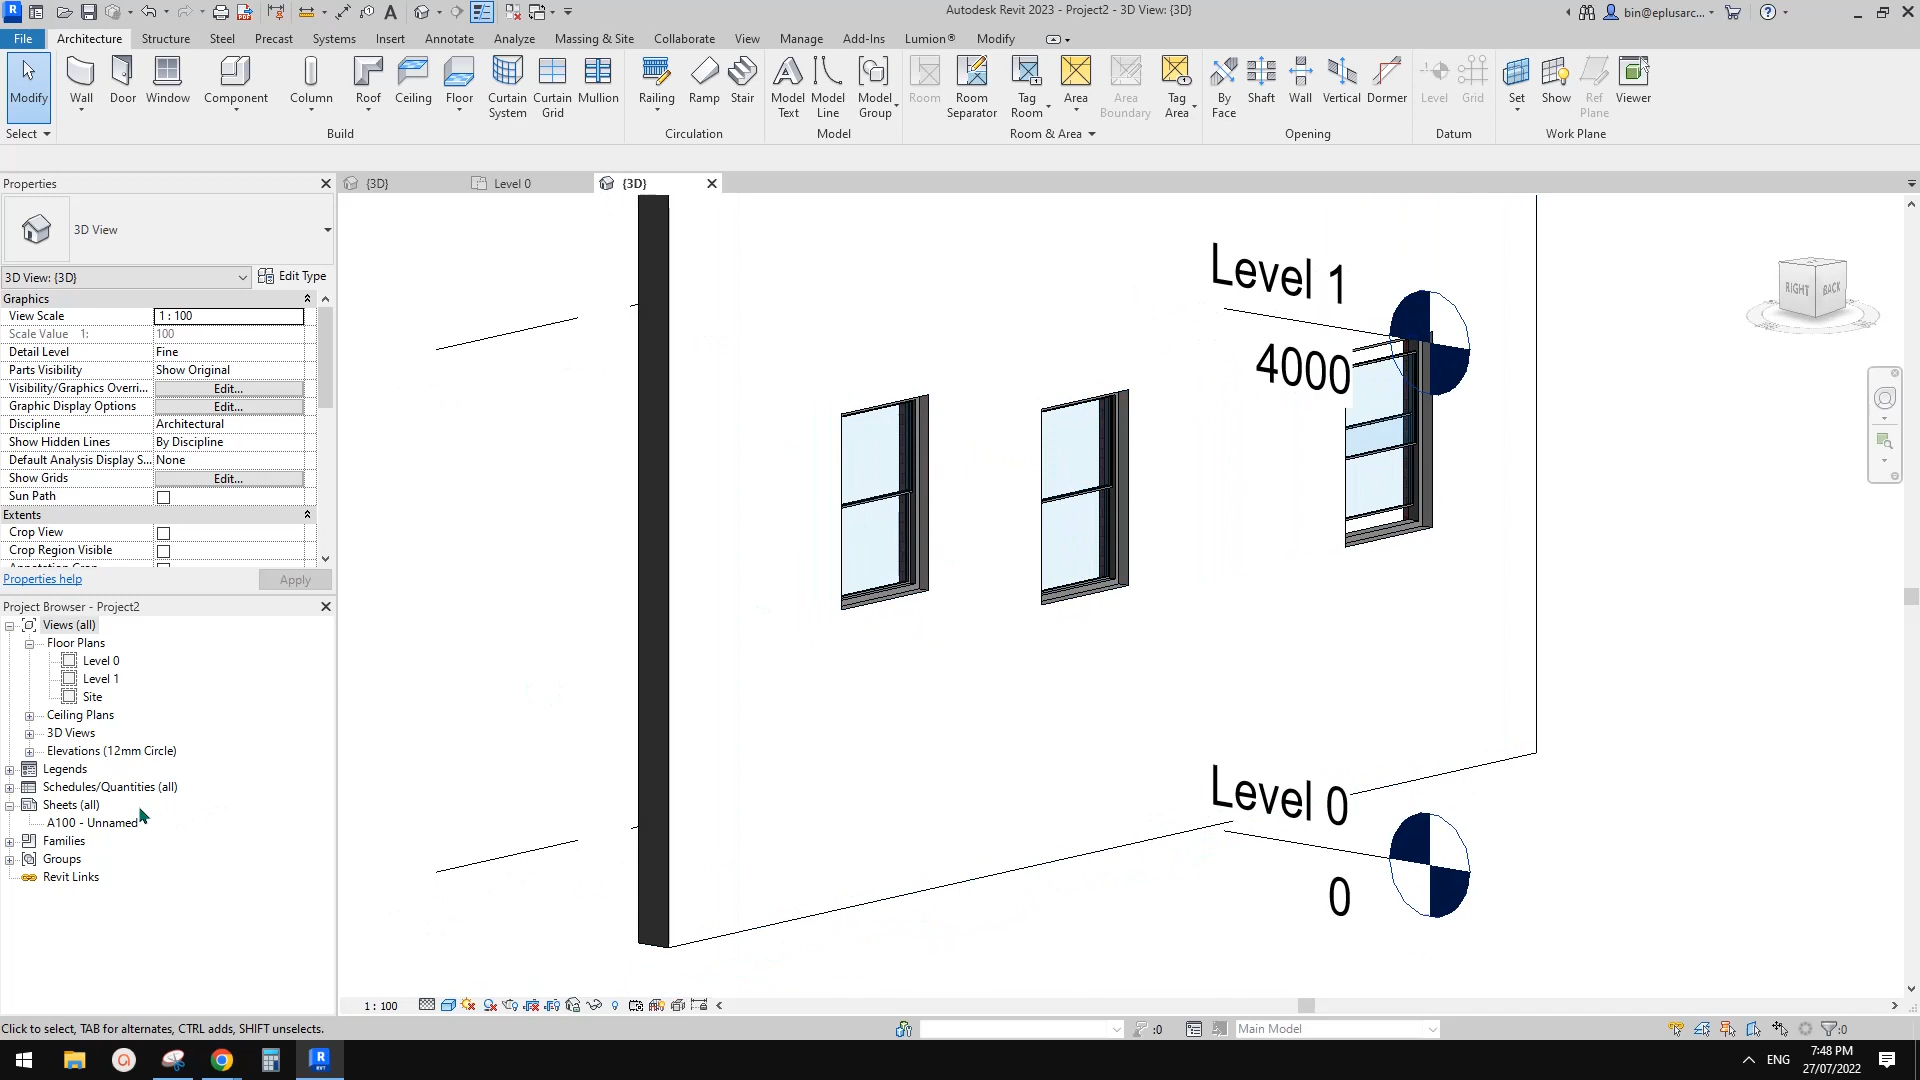 Autodesk Revit 2023 - Project2 - 3D View: {3D}
bin@eplusarc...
File
Architecture
Structure
Steel
Precast
Systems
Insert
Annotate
Analyze
Massing & Site
Collaborate
View
Manage
Add-Ins
Lumion®
Modify
Modify
Wall
Door
Window
Component
Column
Roof
Ceiling
Floor
Curtain System
Curtain Grid
Mullion
Railing
Ramp
Stair
Model Text
Model Line
Model Group
Room
Room Separator
Tag Room
Area
Area Boundary
Tag Area
By Face
Shaft
Wall
Vertical
Dormer
Level
Grid
Set
Show
Ref Plane
Viewer
Select
Build
Circulation
Model
Room & Area
Opening
Datum
Work Plane
Properties
{3D}
Level 0
{3D}
3D View
3D View: {3D}
Edit Type
Graphics
View Scale 1 : 100
Scale Value 1: 100
Detail Level Fine
Parts Visibility Show Original
Visibility/Graphics Overri... Edit...
Graphic Display Options Edit...
Discipline Architectural
Show Hidden Lines By Discipline
Default Analysis Display S... None
Show Grids Edit...
Sun Path
Extents
Crop View
Crop Region Visible
Properties help
Apply
Project Browser - Project2
Views (all)
Floor Plans
Level 0
Level 1
Site
Ceiling Plans
3D Views
Elevations (12mm Circle)
Legends
Schedules/Quantities (all)
Sheets (all)
A100 - Unnamed
Families
Groups
Revit Links
Level 1
4000
Level 0
0
RIGHT
BACK
1 : 100
Click to select, TAB for alternates, CTRL adds, SHIFT unselects.
:0
Main Model
:0
ENG
7:48 PM
27/07/2022